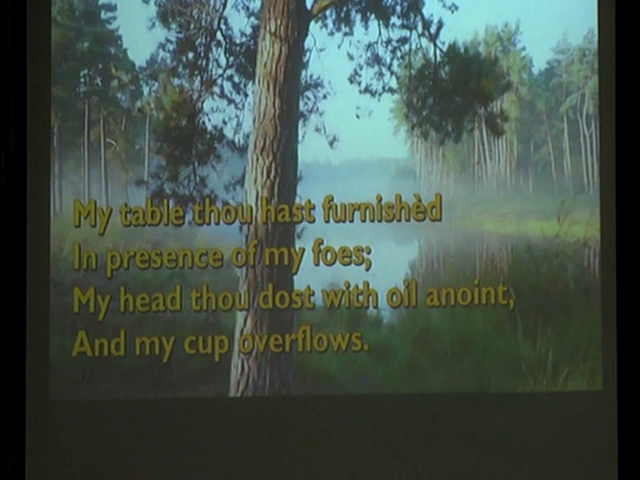 My table thou hast furnishèd
In presence of my foes;
My head thou dost with oil anoint,
And my cup overflows.